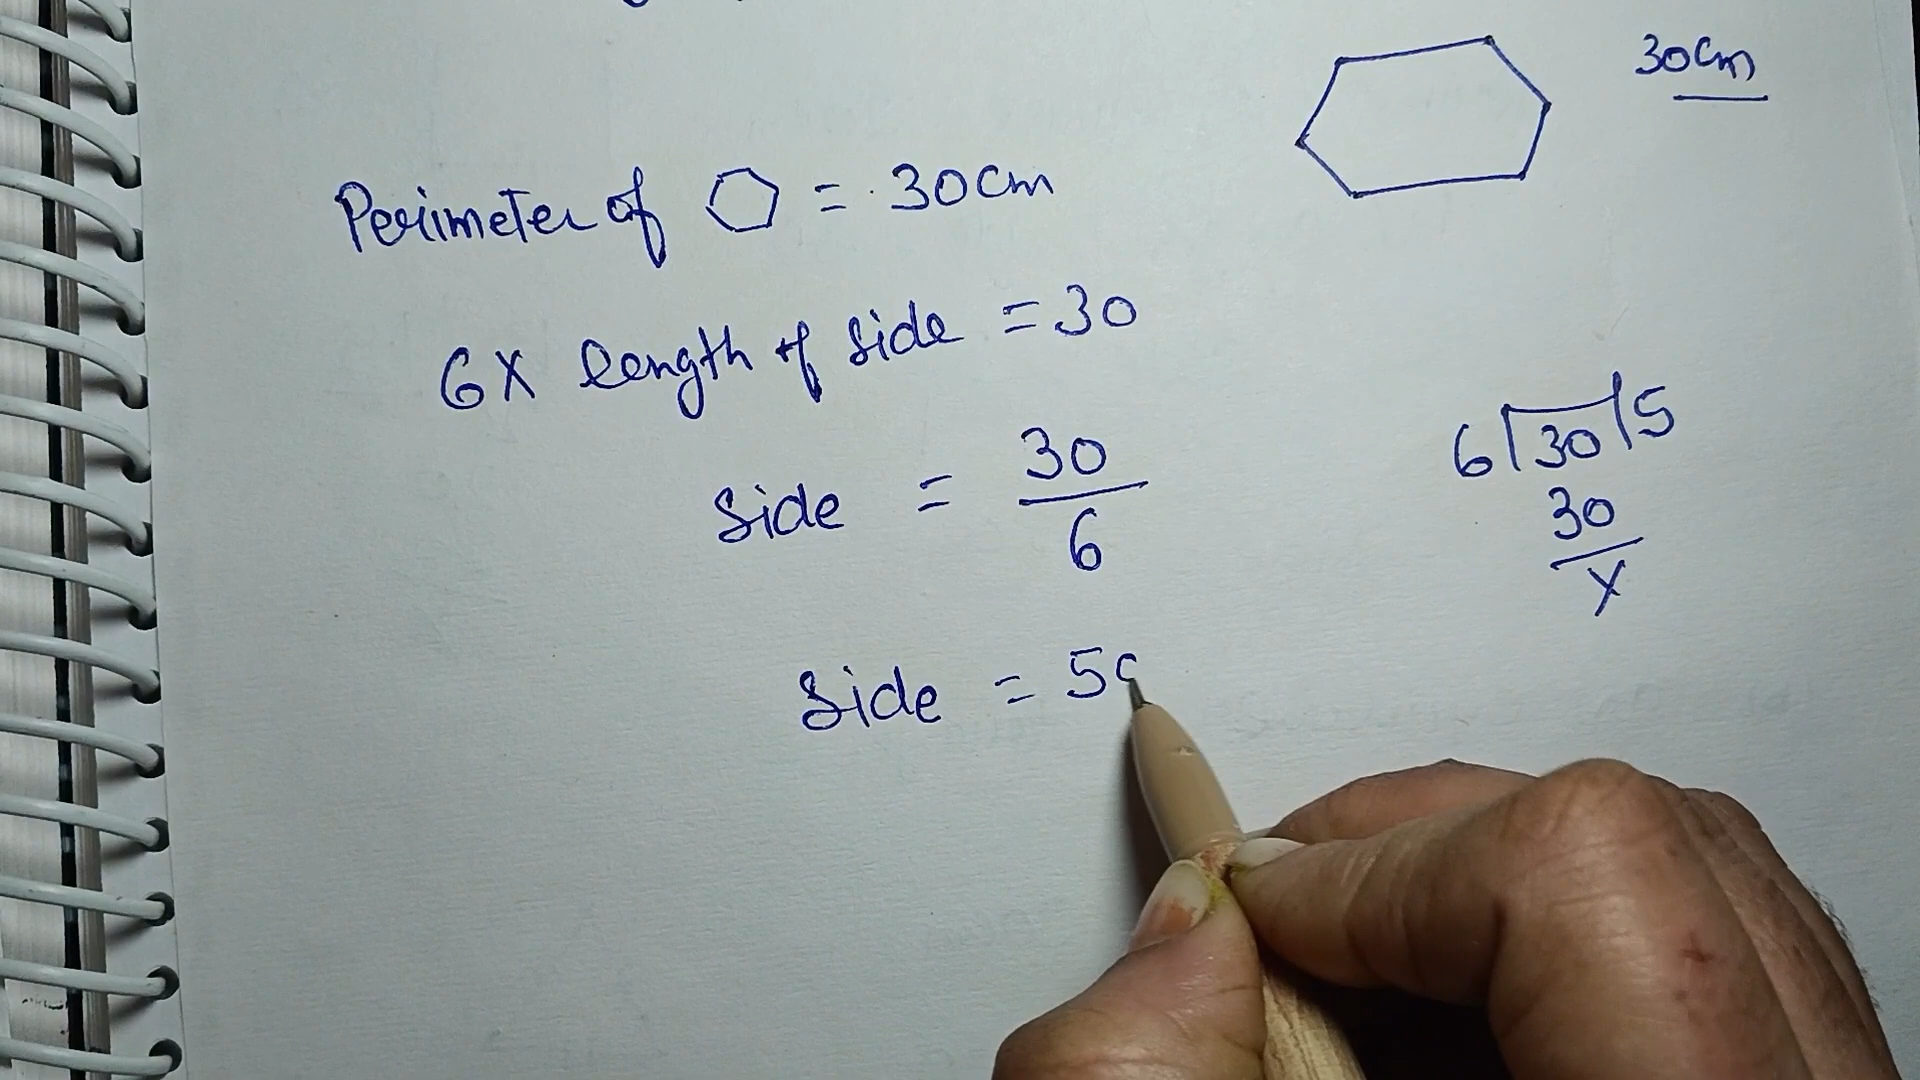 30cm
Perimeter of = 30cm
6x length of side = 30
side = 30/6
6 30 5
30
x
side = 5c